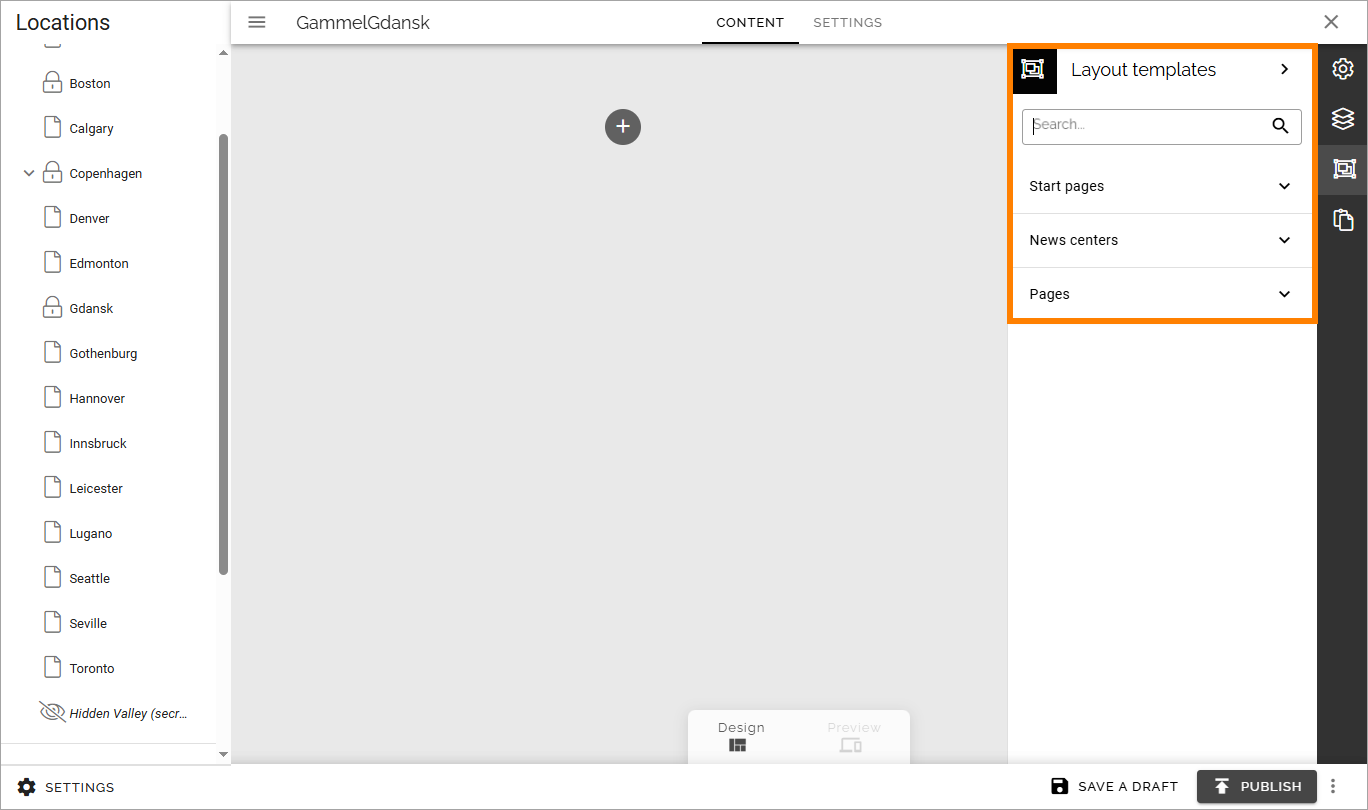 Locations
GammelGdansk
CONTENT
SETTINGS
Boston
Calgary
Copenhagen
Denver
Edmonton
Gdansk
Gothenburg
Hannover
Innsbruck
Leicester
Lugano
Seattle
Seville
Toronto
Hidden Valley (secr...
Layout templates
Search...
Start pages
News centers
Pages
Design
Preview
SETTINGS
SAVE A DRAFT
PUBLISH